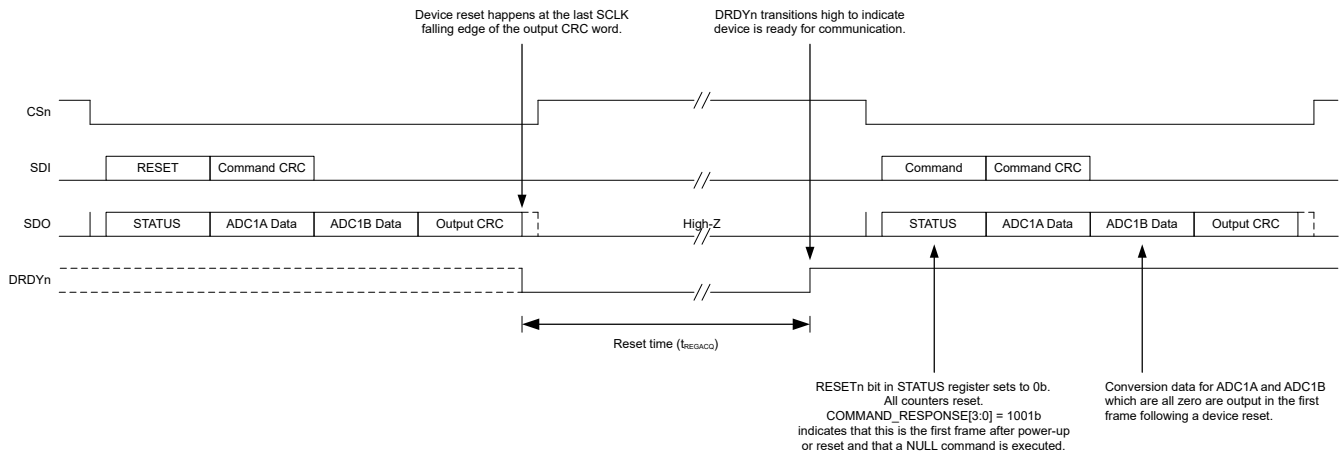 Device reset happens at the last SCLK
falling edge of the output CRC word.
DRDYn transitions high to indicate
device is ready for communication.
CSn
SDI
RESET
Command CRC
Command
Command CRC
SDO
STATUS
ADC1A Data
ADC1B Data
Output CRC
High-Z
STATUS
ADC1A Data
ADC1B Data
Output CRC
DRDYn
Reset time (tREGACQ)
RESETn bit in STATUS register sets to 0b.
All counters reset.
COMMAND_RESPONSE[3:0] = 1001b
indicates that this is the first frame after power-up
or reset and that a NULL command is executed.
Conversion data for ADC1A and ADC1B
which are all zero are output in the first
frame following a device reset.